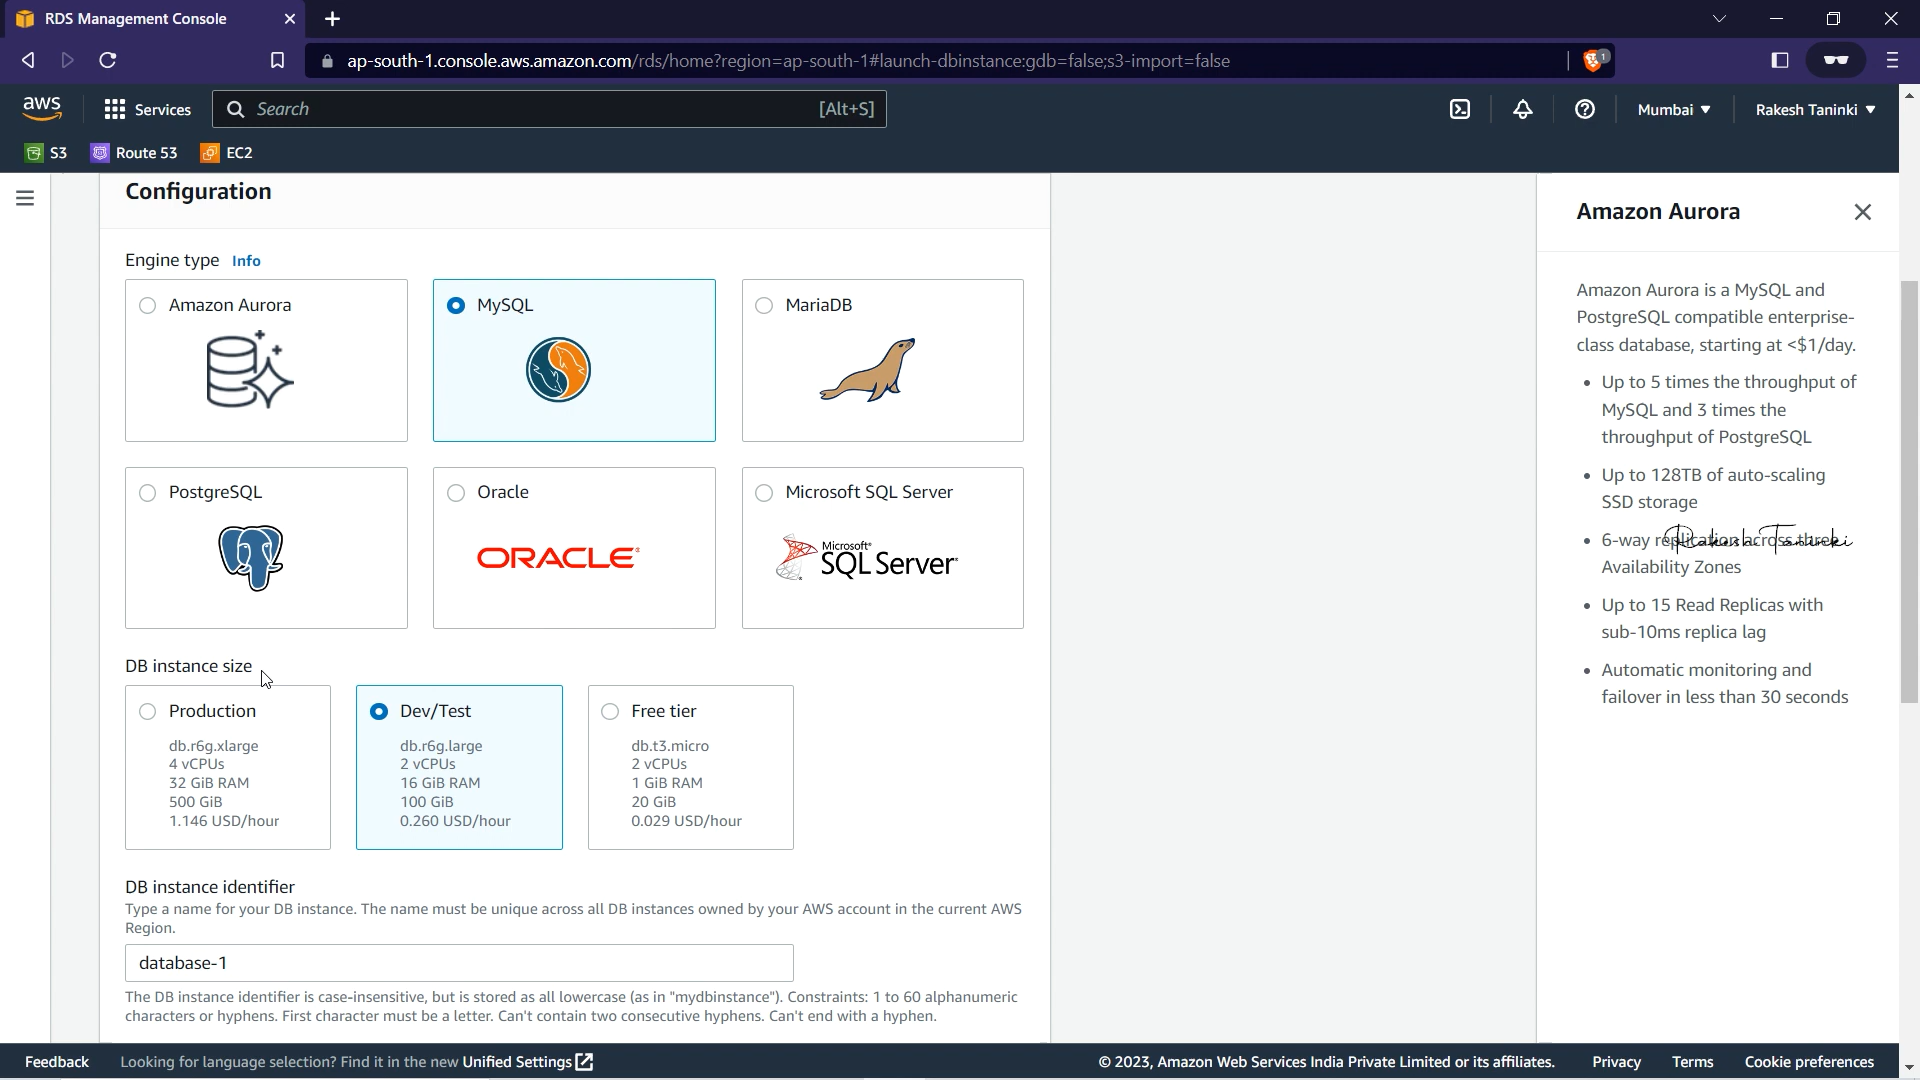 RDS Management Console
ap-south-1.console.aws.amazon.com/rds/home?region=ap-south-1#launch-dbinstance:gdb=false;s3-import=false
1
aws
Services
Search [Alt+S]
Mumbai
Rakesh Taninki
S3
Route 53
EC2
Configuration
Engine type Info
Amazon Aurora
MySQL
MariaDB
PostgreSQL
Oracle
ORACLE
Microsoft SQL Server
Microsoft
SQL Server
DB instance size
Production
db.r6g.xlarge
4 vCPUs
32 GiB RAM
500 GiB
1.146 USD/hour
Dev/Test
db.r6g.large
2 vCPUs
16 GiB RAM
100 GiB
0.260 USD/hour
Free tier
db.t3.micro
2 vCPUs
1 GiB RAM
20 GiB
0.029 USD/hour
DB instance identifier
Type a name for your DB instance. The name must be unique across all DB instances owned by your AWS account in the current AWS
Region.
database-1
The DB instance identifier is case-insensitive, but is stored as all lowercase (as in "mydbinstance"). Constraints: 1 to 60 alphanumeric
characters or hyphens. First character must be a letter. Can't contain two consecutive hyphens. Can't end with a hyphen.
Amazon Aurora
Amazon Aurora is a MySQL and
PostgreSQL compatible enterprise-
class database, starting at <$1/day.
• Up to 5 times the throughput of
MySQL and 3 times the
throughput of PostgreSQL
• Up to 128TB of auto-scaling
SSD storage
• 6-way replication across three
Rakesh Taninki
Availability Zones
• Up to 15 Read Replicas with
sub-10ms replica lag
• Automatic monitoring and
failover in less than 30 seconds
Feedback
Looking for language selection? Find it in the new Unified Settings
© 2023, Amazon Web Services India Private Limited or its affiliates.
Privacy
Terms
Cookie preferences